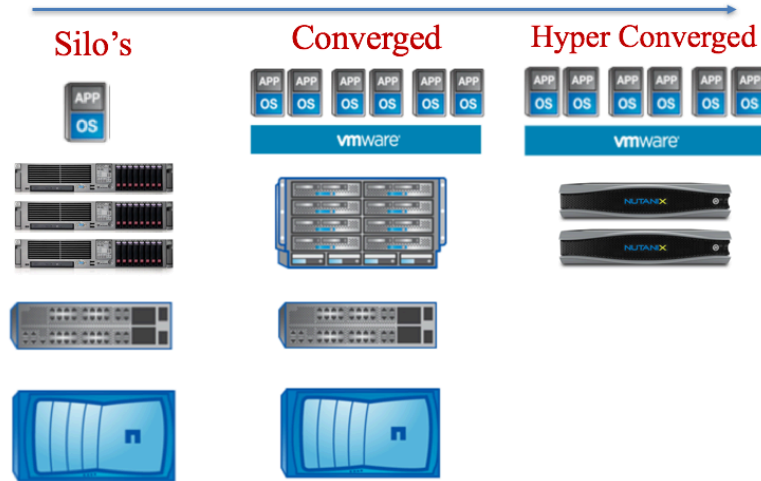 Silo's
Converged
Hyper Converged
APP
OS
APP APP APP APP APP APP
OS OS OS OS OS OS
vmware
APP APP APP APP APP APP
OS OS OS OS OS OS
vmware
NUTANIX
NUTANIX